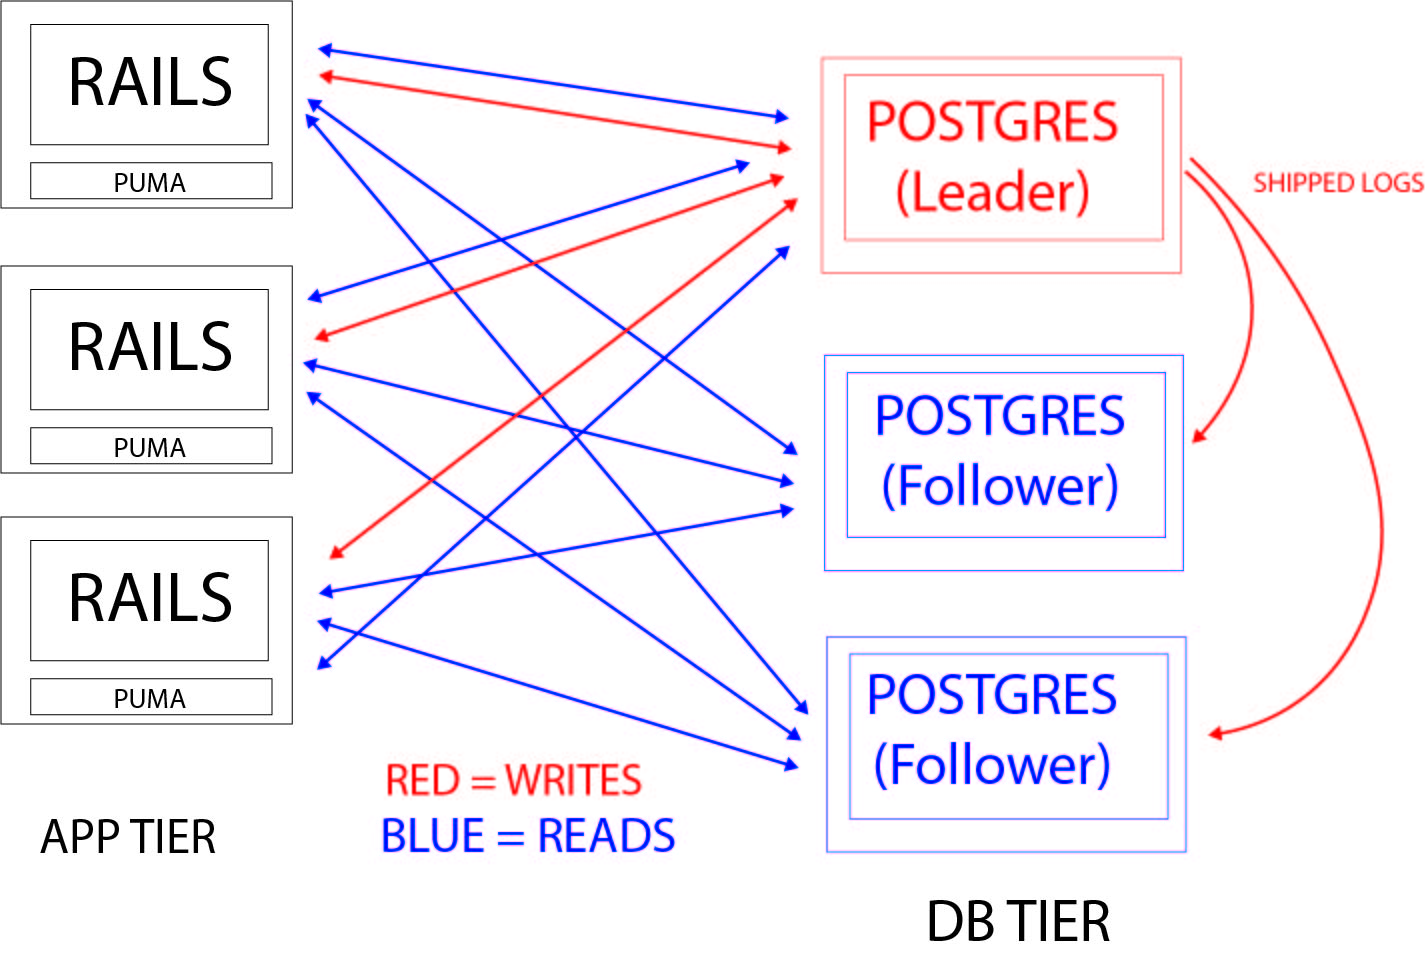 RAILS
PUMA
RAILS
PUMA
RAILS
PUMA
APP TIER
RED = WRITES
BLUE = READS
POSTGRES
(Leader)
SHIPPED LOGS
POSTGRES
(Follower)
POSTGRES
(Follower)
DB TIER